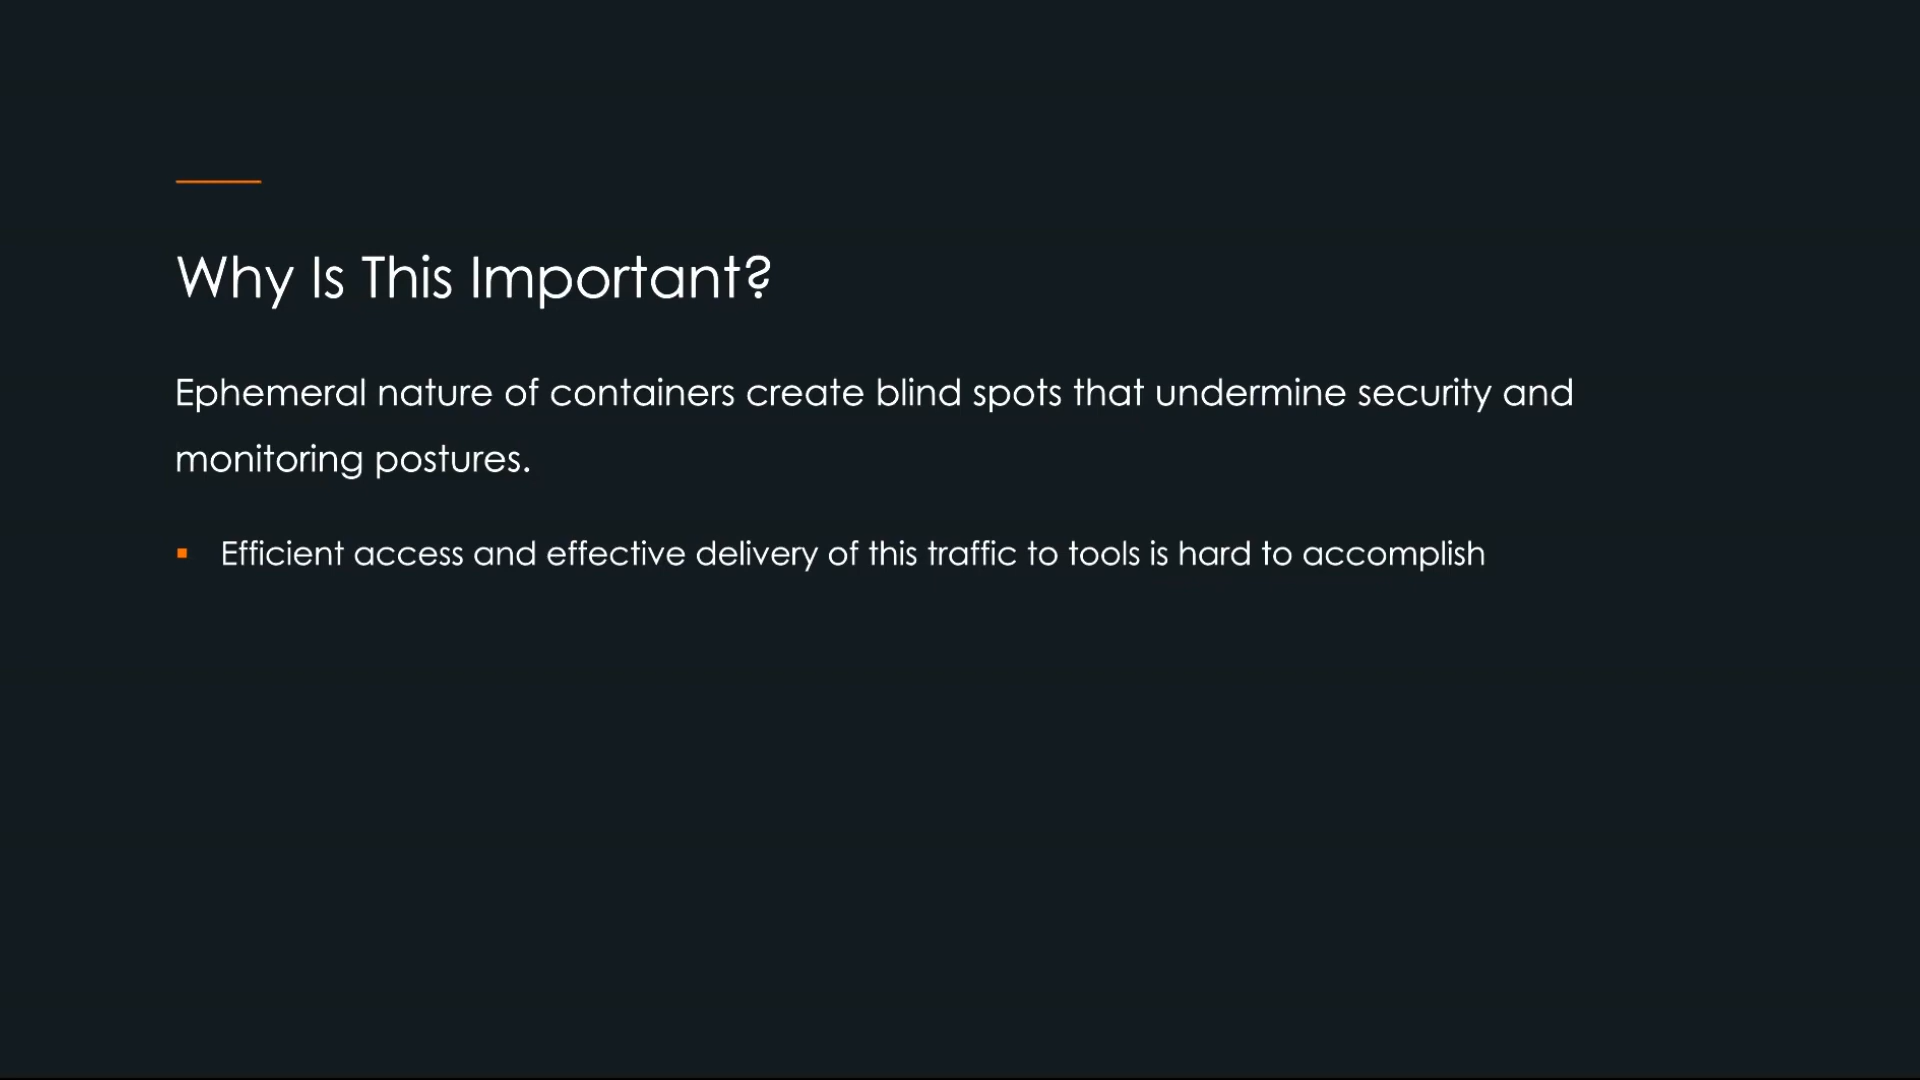 Why Is This Important?
Ephemeral nature of containers create blind spots that undermine security and
monitoring postures.
Efficient access and effective delivery of this traffic to tools is hard to accomplish